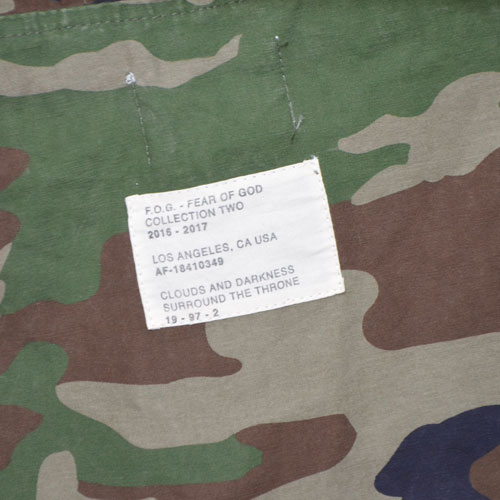 F.O.G. - FEAR OF GOD
COLLECTION TWO
2016 - 2017
LOS ANGELES, CA USA
AF-18410349
CLOUDS AND DARKNESS
SURROUND THE THRONE
19 - 97 - 2